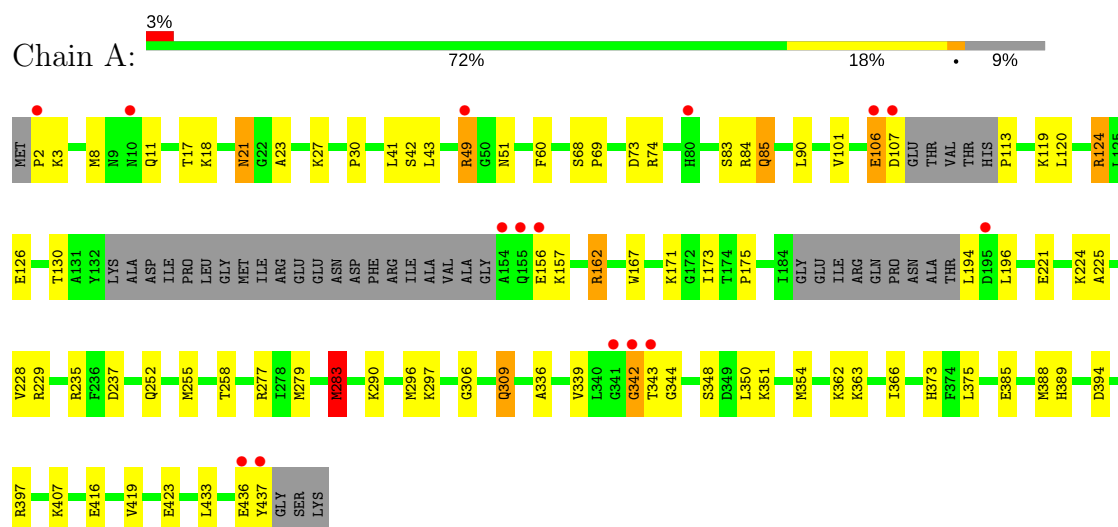 3%
Chain A:
72% 18% • 9%
MET P2 K3 M8 N9 N10 Q11 T17 K18 N21 G22 A23 K27 P30 L41 S42 L43 R49 G50 N51 F60 S68 P69 D73 R74 H80 S83 R84 Q85 L90 V101 E106 D107 GLU THR VAL THR HIS P113 K119 L120 R124 L125
E126 T130 A131 Y132 LYS ALA ASP ILE PRO LEU GLY MET ILE ARG GLU GLU ASN ASP PHE ARG ILE ALA VAL ALA GLY A154 Q155 E156 K157 R162 W167 K171 G172 I173 T174 P175 I184 GLY GLU ILE ARG GLN PRO ASN ALA THR L194 D195 L196 E221 K224 A225
V228 R229 R235 F236 D237 Q252 M255 T258 R277 I278 M279 M283 K290 M296 K297 G306 Q309 A336 V339 L340 G341 G342 T343 G344 S348 D349 L350 K351 M354 K362 K363 I366 H373 F374 L375 E385 M388 H389 D394
R397 K407 E416 V419 E423 L433 E436 Y437 GLY SER LYS